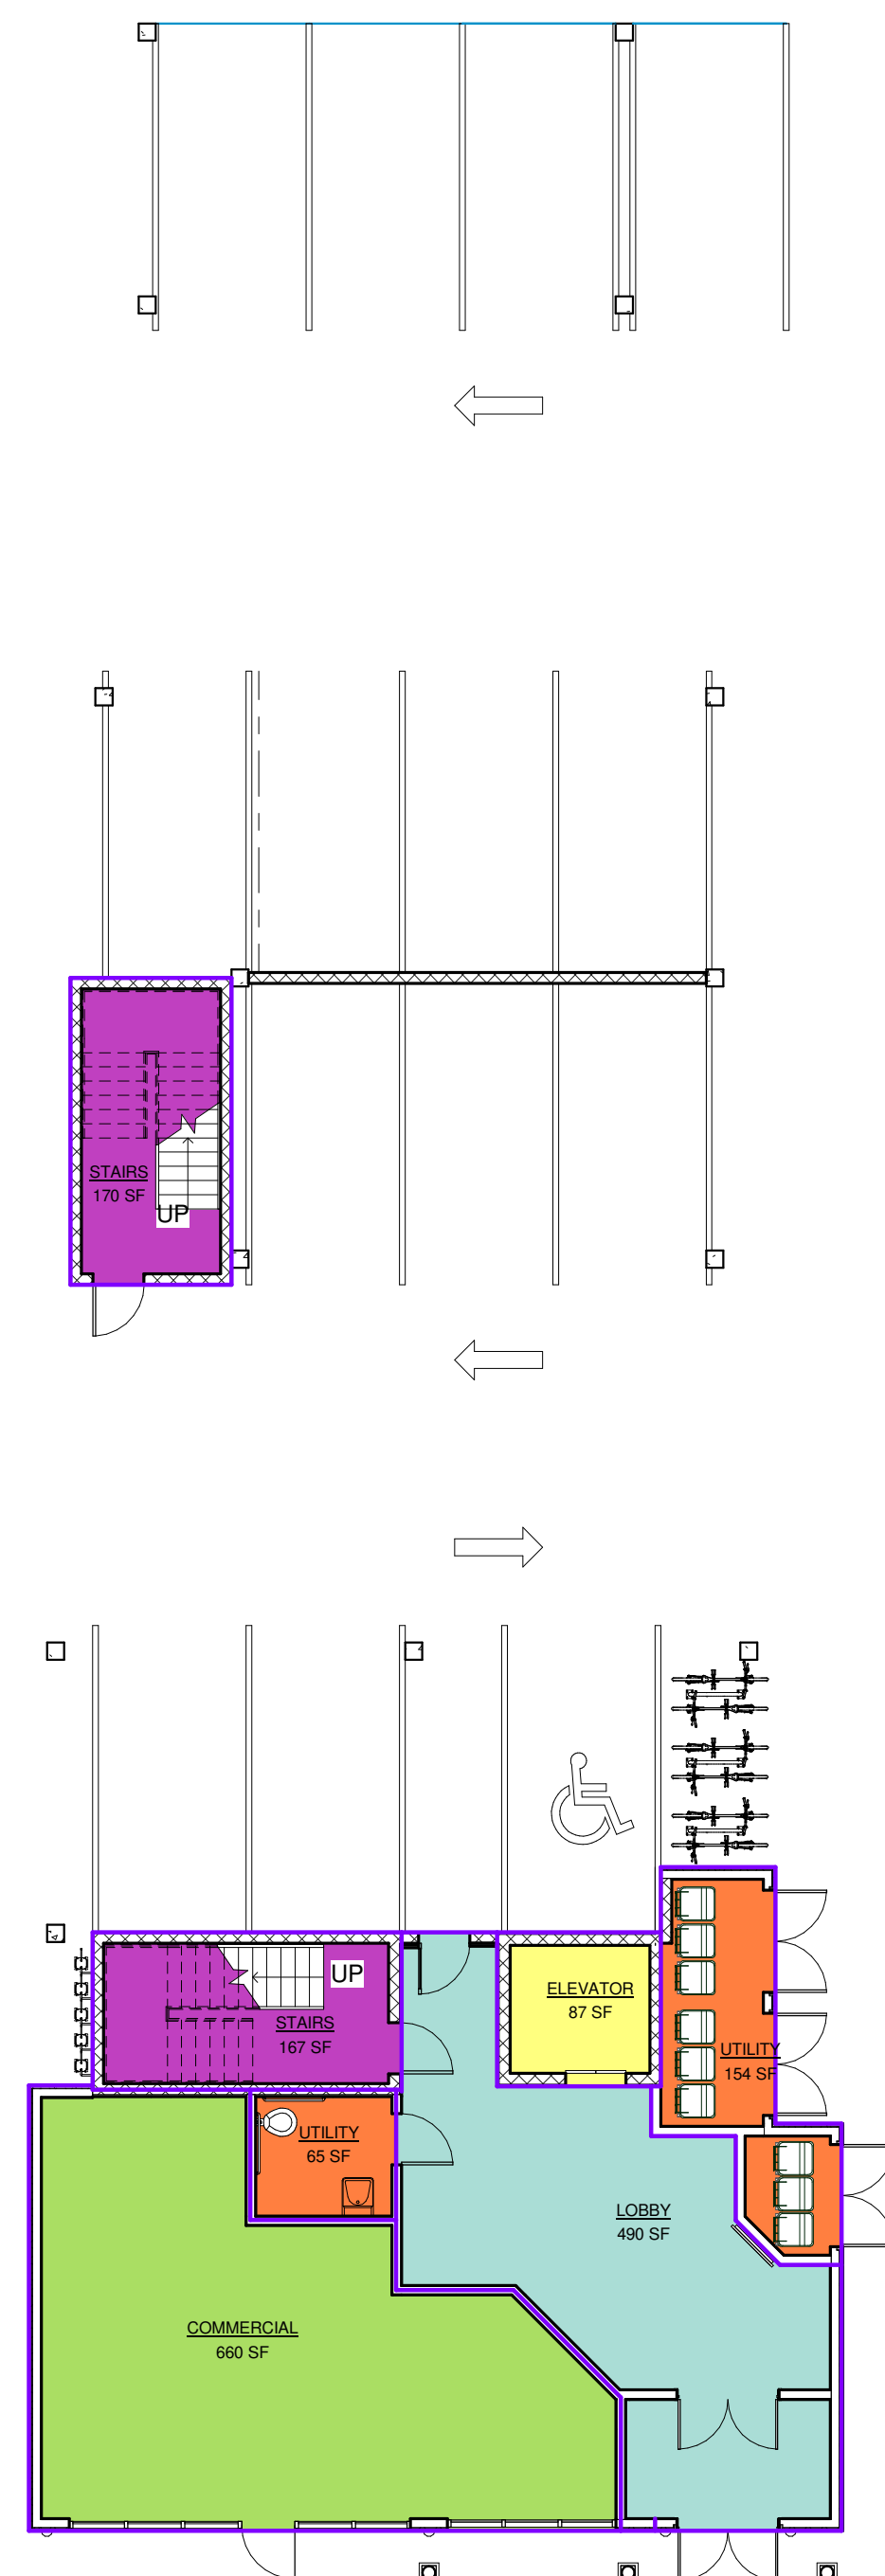 STAIRS
170 SF
UP
UP
STAIRS
167 SF
ELEVATOR
87 SF
UTILITY
154 SF
UTILITY
65 SF
LOBBY
490 SF
COMMERCIAL
660 SF